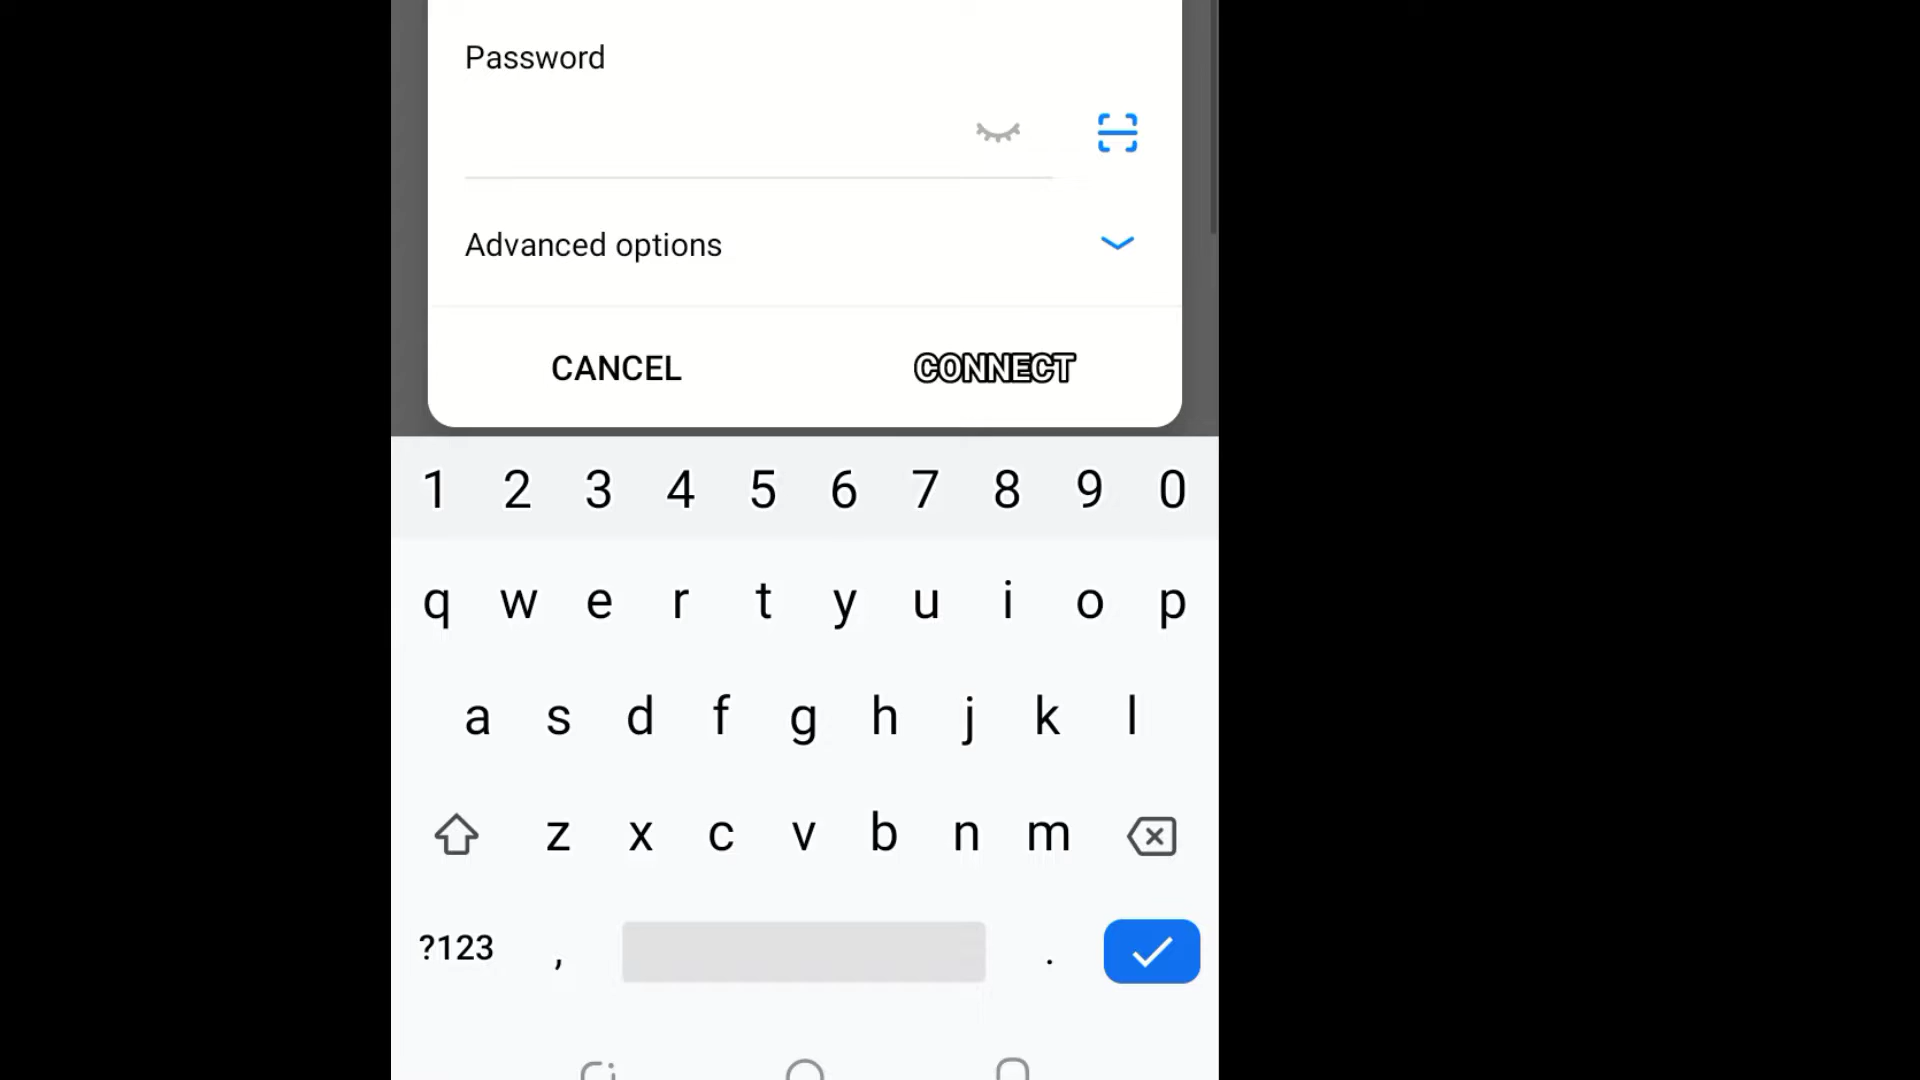 Password
Advanced options
CANCEL CONNECT
1 2 3 4 5 6 7 8 9 0
q w e r t y u i o p
a s d f g h j k l
z x c v b n m
?123 , .